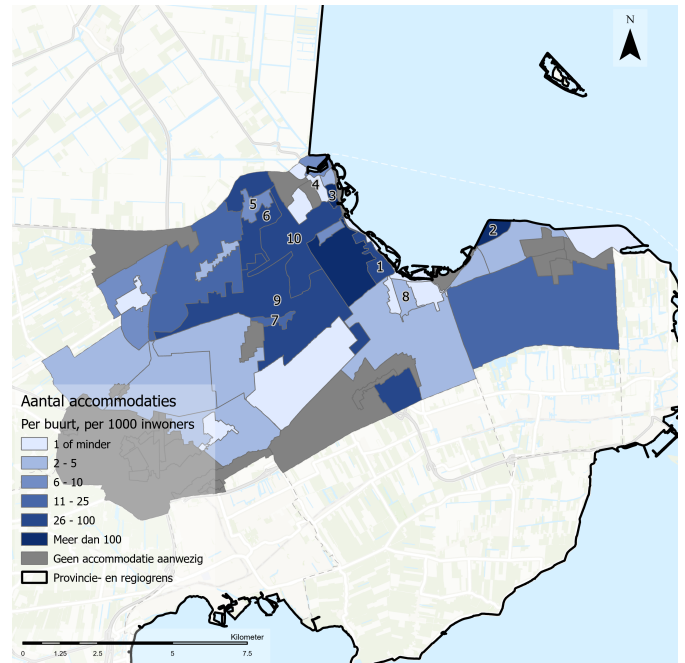 N
4
5
3
6
2
10
1
9
8
7
Aantal accommodaties
Per buurt, per 1000 inwoners
1 of minder
2 - 5
6 - 10
11 - 25
26 - 100
Meer dan 100
Geen accommodatie aanwezig
Provincie- en regiogrens
Kilometer
0 1.25 2.5 5 7.5